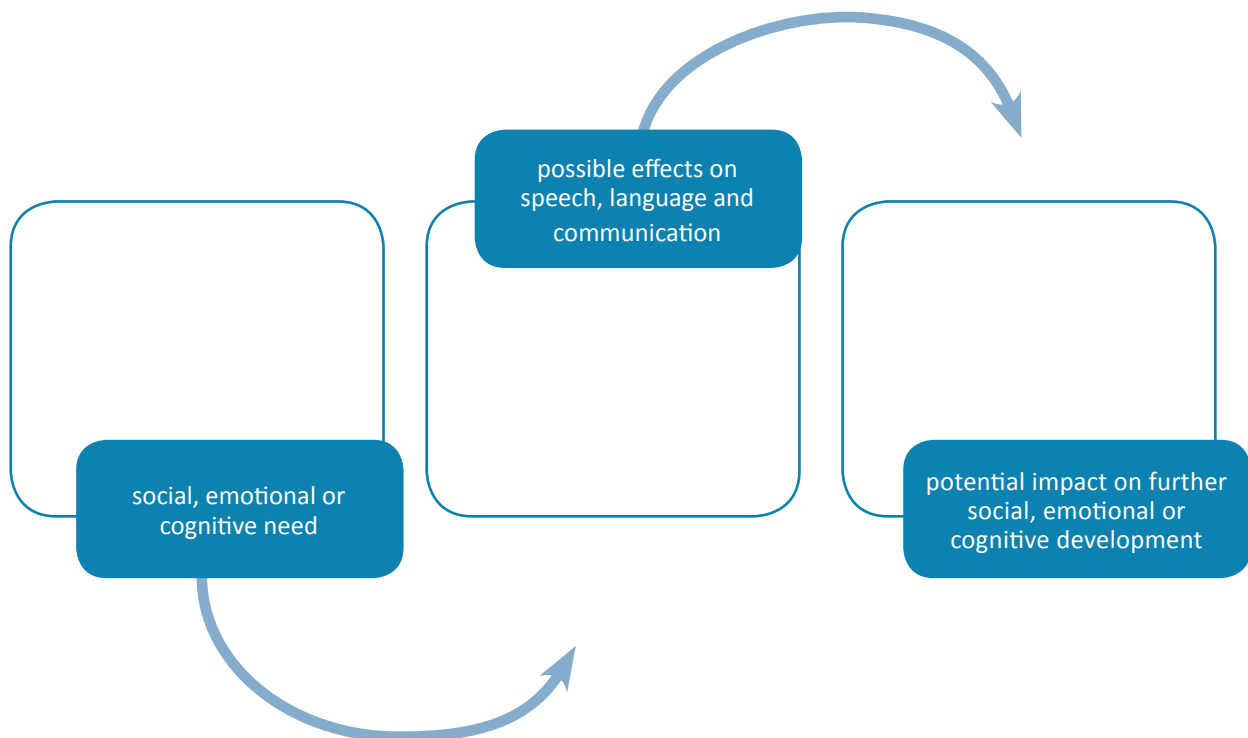 social, emotional or
cognitive need
possible effects on
speech, language and
communication
potential impact on further
social, emotional or
cognitive development